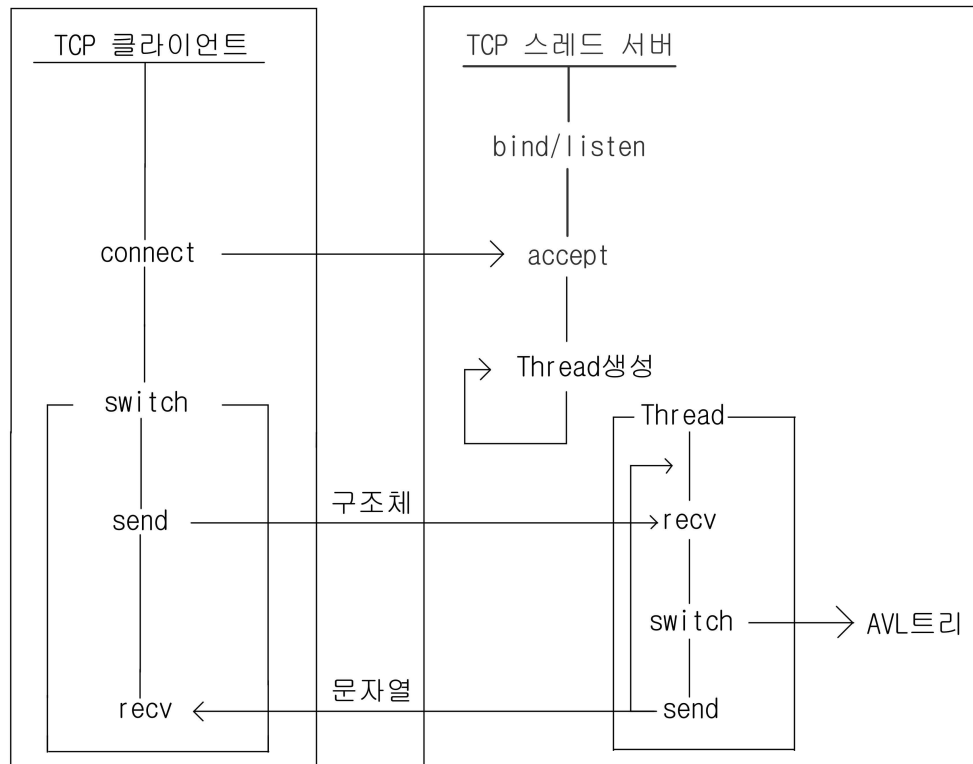 TCP 클라이언트
TCP 스레드 서버
bind/listen
connect
accept
Thread생성
switch
Thread
구조체
send
recv
switch
AVL트리
문자열
recv
send